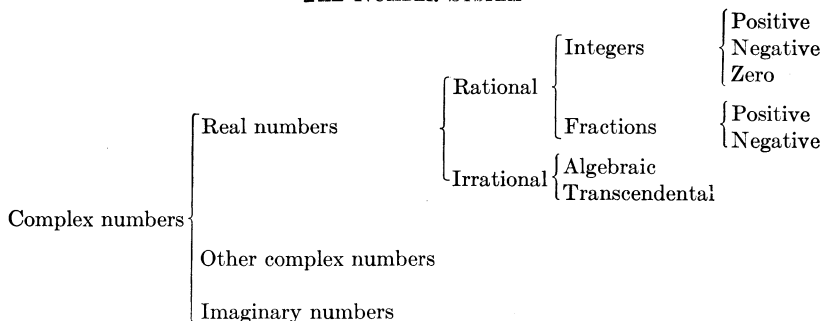 Positive
Integers Negative
Zero
Rational
Positive
Real numbers Fractions
Negative
Algebraic
Irrational
Transcendental
Complex numbers
Other complex numbers
Imaginary numbers